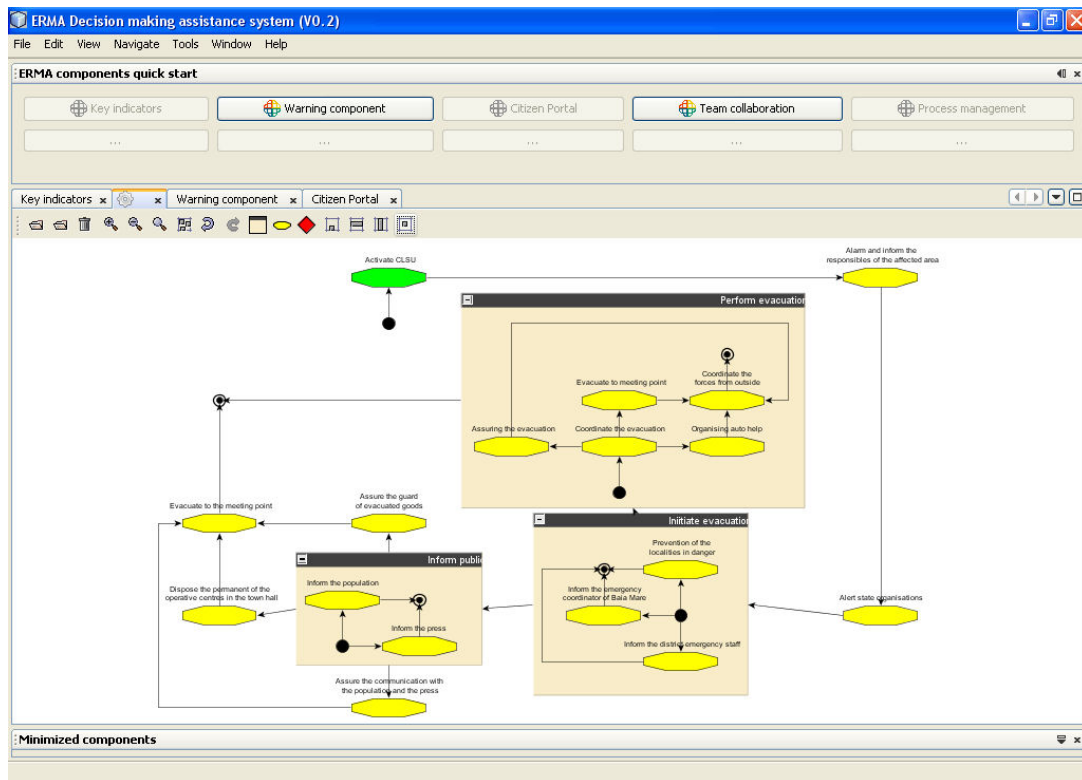 ERMA Decision making assistance system (V0.2)
File Edit View Navigate Tools Window Help
ERMA components quick start
Key indicators Warning component Citizen Portal Team collaboration Process management
... ... ... ... ...
Key indicators Warning component Citizen Portal
Activate CLSU
Alarm and inform the
responsibles of the affected area
Perform evacuation
Coordinate the
forces from outside
Evacuate to meeting point
Assuring the evacuation
Coordinate the evacuation
Organising auto help
Evacuate to the meeting point
Assure the guard
of evacuated goods
Initiate evacuation
Prevention of the
localities in danger
Inform public
Inform the population
Inform the emergency
coordinator of Baia Mare
Dispose the permanent of the
operative centres in the town hall
Alert state organisations
Inform the press
Inform the district emergency staff
Assure the communication with
the population and the press
Minimized components